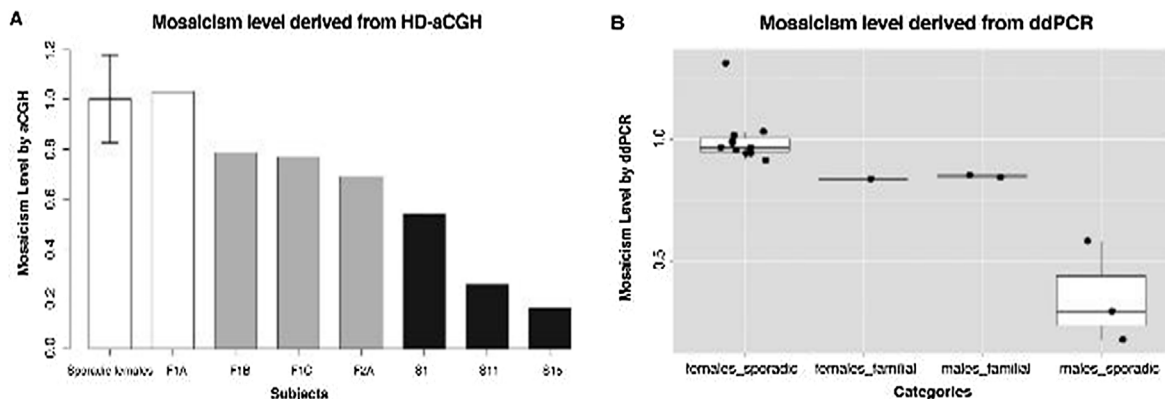 A
Mosaicism level derived from HD-aCGH
Mosaicism Level by aCGH
1.2
1.0
0.8
0.6
0.4
0.2
0.0
Sporadic females F1A F1B F1C F2A S1 S11 S15
Subjects
B
Mosaicism level derived from ddPCR
Mosaicism Level by ddPCR
1.0
0.5
females_sporadic females_familial males_familial males_sporadic
Categories